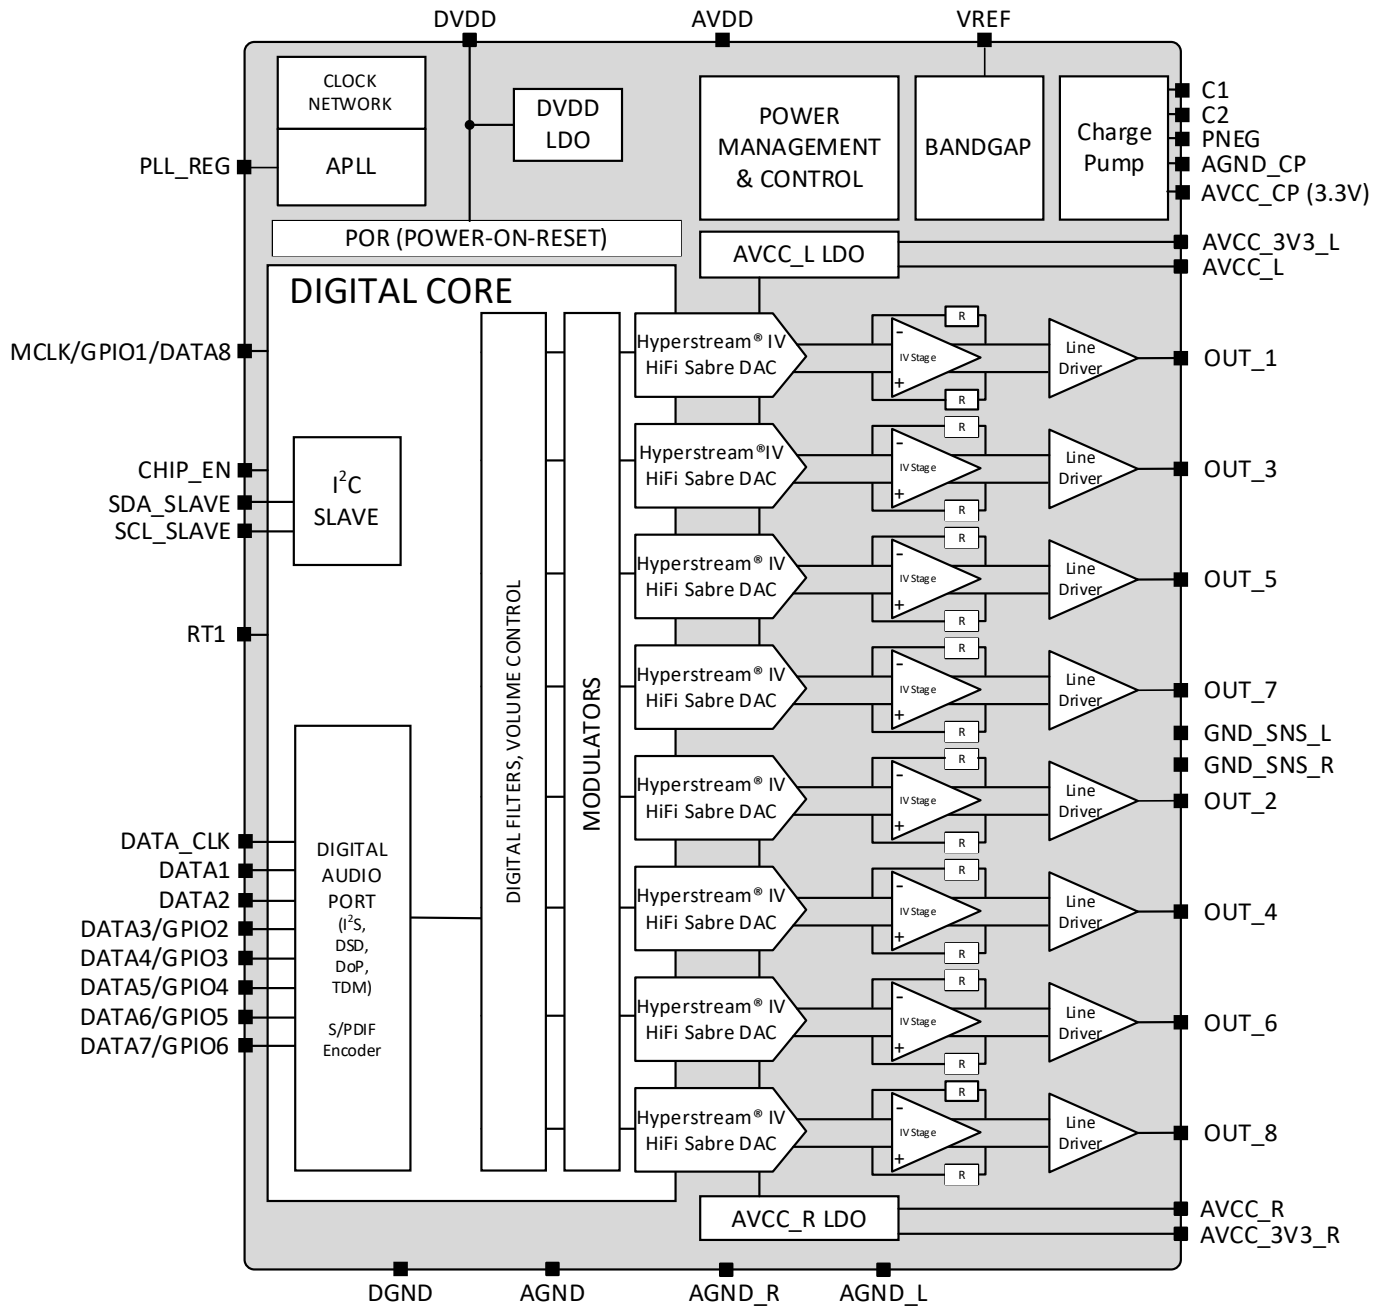 DVDD
AVDD
VREF
CLOCK
NETWORK
APLL
PLL_REG
DVDD
LDO
POWER
MANAGEMENT
& CONTROL
BANDGAP
Charge
Pump
C1
C2
PNEG
AGND_CP
AVCC_CP (3.3V)
POR (POWER-ON-RESET)
AVCC_L LDO
AVCC_3V3_L
AVCC_L
DIGITAL CORE
MCLK/GPIO1/DATA8
CHIP_EN
SDA_SLAVE
SCL_SLAVE
I²C
SLAVE
RT1
DATA_CLK
DATA1
DATA2
DATA3/GPIO2
DATA4/GPIO3
DATA5/GPIO4
DATA6/GPIO5
DATA7/GPIO6
DIGITAL
AUDIO
PORT
(I²S,
DSD,
DoP,
TDM)
S/PDIF
Encoder
DIGITAL FILTERS, VOLUME CONTROL
MODULATORS
Hyperstream® IV
HiFi Sabre DAC
R
-
IV Stage
+
R
Line
Driver
OUT_1
Hyperstream®IV
HiFi Sabre DAC
R
-
IV Stage
+
R
Line
Driver
OUT_3
Hyperstream® IV
HiFi Sabre DAC
R
-
IV Stage
+
R
Line
Driver
OUT_5
Hyperstream® IV
HiFi Sabre DAC
R
-
IV Stage
+
R
Line
Driver
OUT_7
GND_SNS_L
GND_SNS_R
Hyperstream® IV
HiFi Sabre DAC
R
-
IV Stage
+
R
Line
Driver
OUT_2
Hyperstream® IV
HiFi Sabre DAC
R
-
IV Stage
+
R
Line
Driver
OUT_4
Hyperstream® IV
HiFi Sabre DAC
R
-
IV Stage
+
R
Line
Driver
OUT_6
Hyperstream® IV
HiFi Sabre DAC
R
-
IV Stage
+
R
Line
Driver
OUT_8
AVCC_R LDO
AVCC_R
AVCC_3V3_R
DGND
AGND
AGND_R
AGND_L